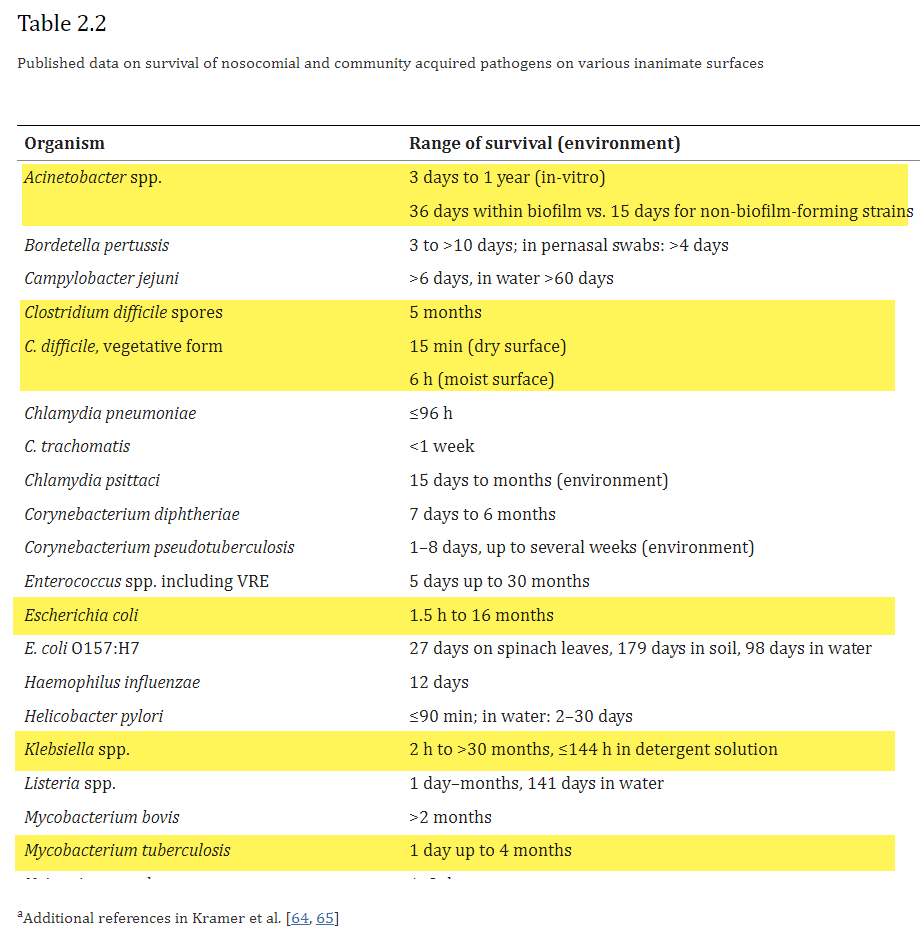 Table 2.2
Published data on survival of nosocomial and community acquired pathogens on various inanimate surfaces
Organism Range of survival (environment)
Acinetobacter spp. 3 days to 1 year (in-vitro)
36 days within biofilm vs. 15 days for non-biofilm-forming strains
Bordetella pertussis 3 to >10 days; in pernasal swabs: >4 days
Campylobacter jejuni >6 days, in water >60 days
Clostridium difficile spores 5 months
C. difficile, vegetative form 15 min (dry surface)
6 h (moist surface)
Chlamydia pneumoniae ≤96 h
C. trachomatis <1 week
Chlamydia psittaci 15 days to months (environment)
Corynebacterium diphtheriae 7 days to 6 months
Corynebacterium pseudotuberculosis 1–8 days, up to several weeks (environment)
Enterococcus spp. including VRE 5 days up to 30 months
Escherichia coli 1.5 h to 16 months
E. coli O157:H7 27 days on spinach leaves, 179 days in soil, 98 days in water
Haemophilus influenzae 12 days
Helicobacter pylori ≤90 min; in water: 2–30 days
Klebsiella spp. 2 h to >30 months, ≤144 h in detergent solution
Listeria spp. 1 day–months, 141 days in water
Mycobacterium bovis >2 months
Mycobacterium tuberculosis 1 day up to 4 months
aAdditional references in Kramer et al. [64, 65]